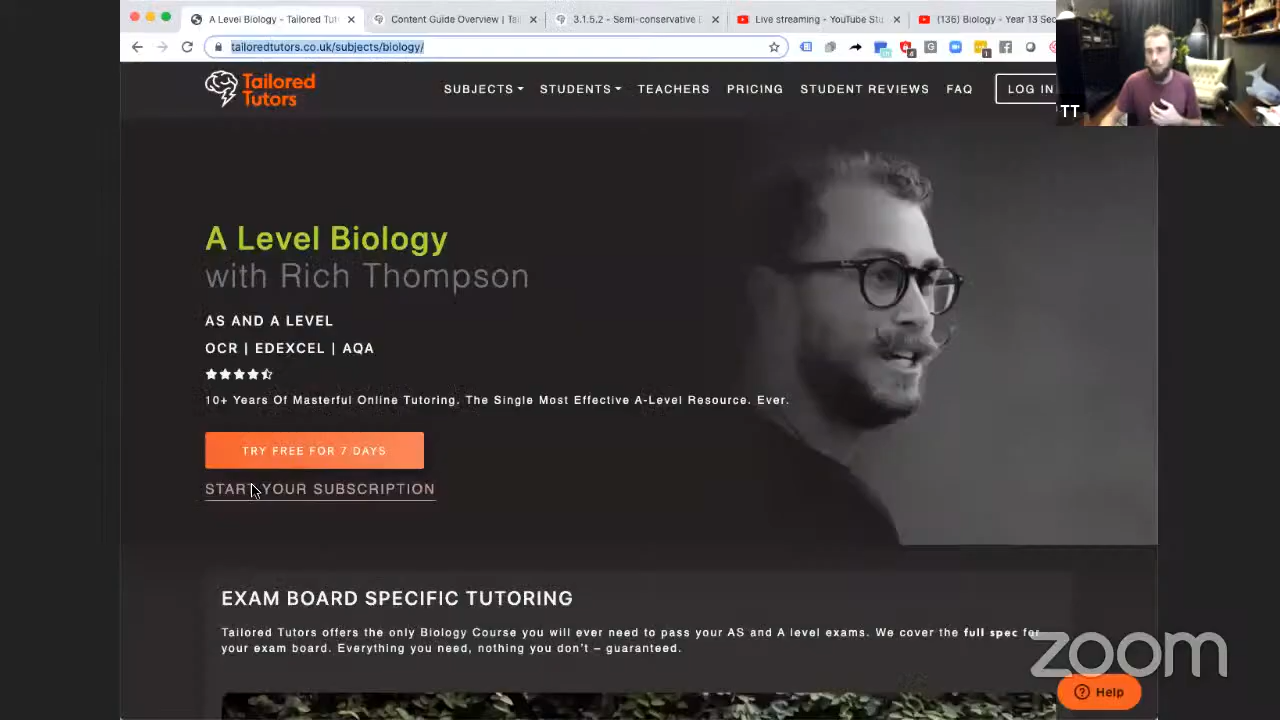 A Level Biology - Tailored Tut
Content Guide Overview | Tai
3.1.5.2 - Semi-conservative
Live streaming - YouTube Stu
(136) Biology - Year 13 Sec
tailoredtutors.co.uk/subjects/biology/
Tailored
Tutors
SUBJECTS STUDENTS TEACHERS PRICING STUDENT REVIEWS FAQ LOG IN
TT
A Level Biology
with Rich Thompson
AS AND A LEVEL
OCR | EDEXCEL | AQA
10+ Years Of Masterful Online Tutoring. The Single Most Effective A-Level Resource. Ever.
TRY FREE FOR 7 DAYS
START YOUR SUBSCRIPTION
EXAM BOARD SPECIFIC TUTORING
Tailored Tutors offers the only Biology Course you will ever need to pass your AS and A level exams. We cover the full spec for
your exam board. Everything you need, nothing you don't – guaranteed.
zoom
Help